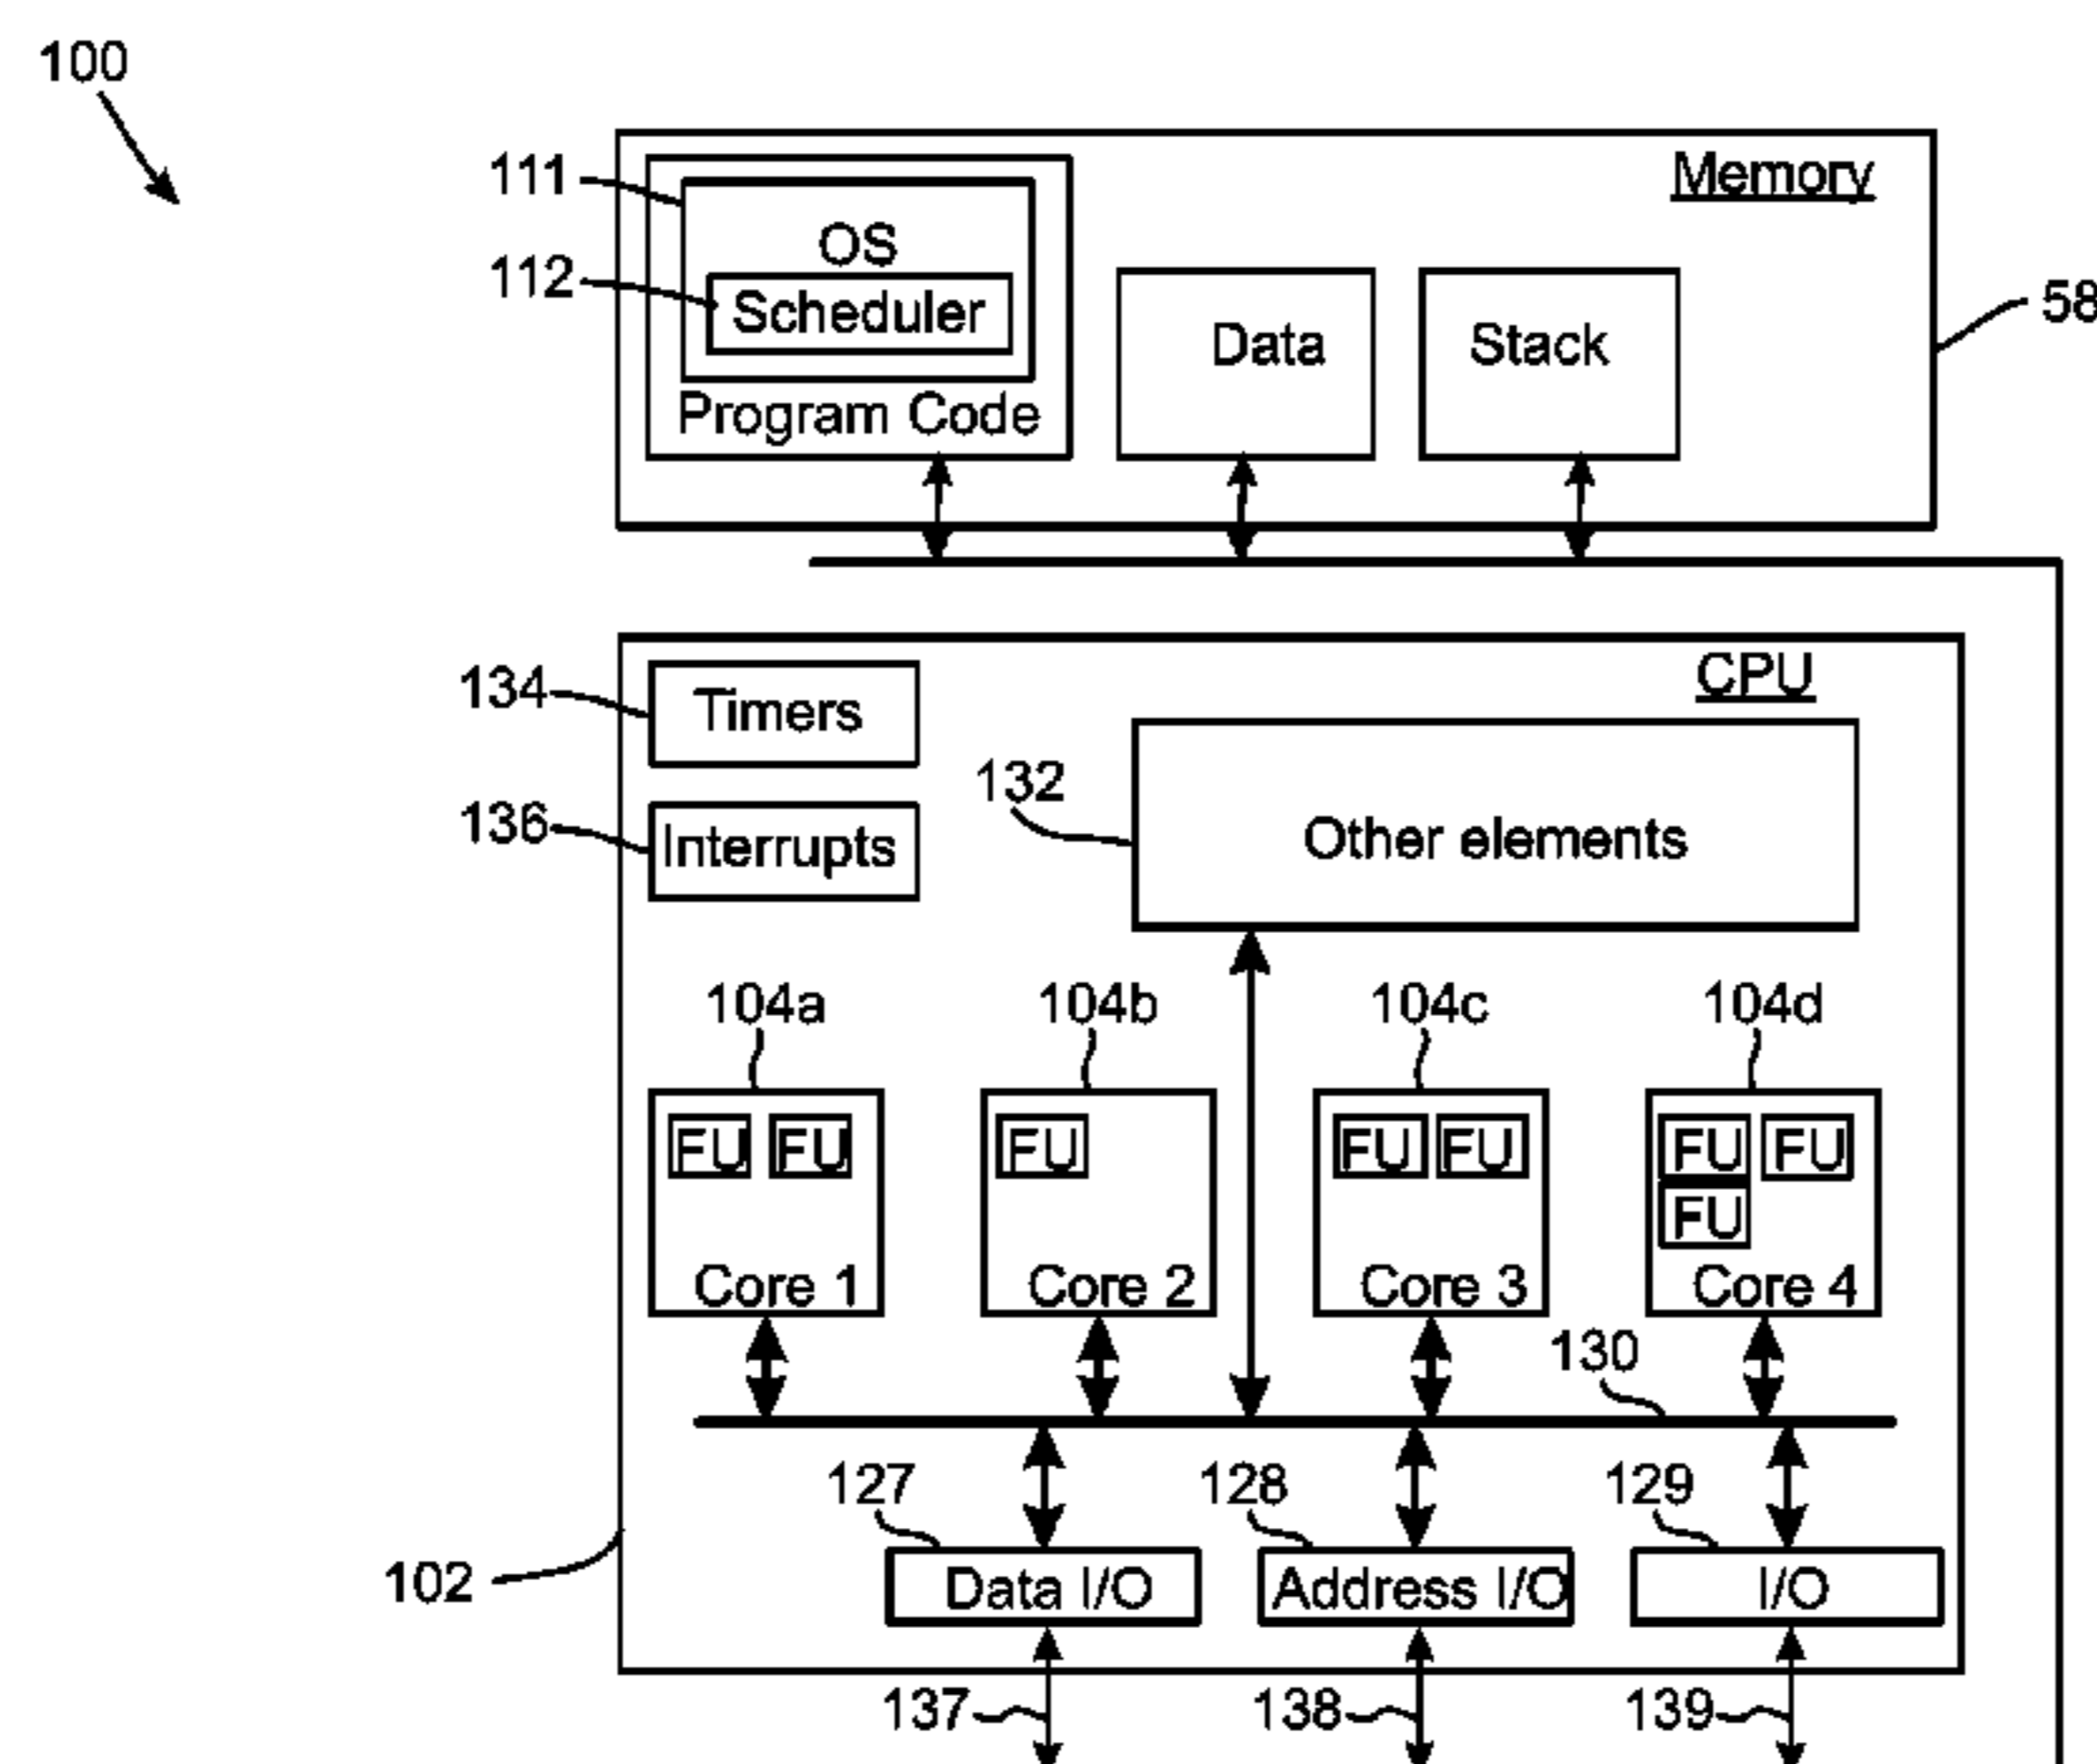 100
111
Memory
OS
112
Scheduler
58
Data
Stack
Program Code
134
Timers
CPU
132
136
Interrupts
Other elements
104a
104b
104c
104d
FU FU
FU
FU FU
FU FU
FU
Core 1
Core 2
Core 3
Core 4
130
127
128
129
102
Data I/O
Address I/O
I/O
137
138
139